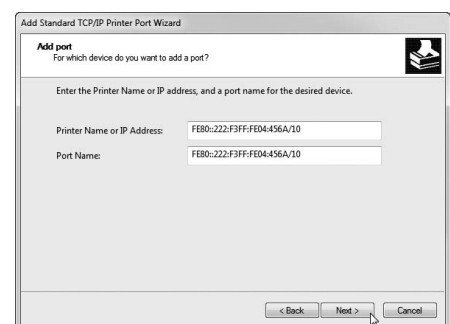 Add Standard TCP/IP Printer Port Wizard
Add port
For which device do you want to add a port?
Enter the Printer Name or IP address, and a port name for the desired device.
Printer Name or IP Address: FE80::222:F3FF:FE04:456A/10
Port Name: FE80::222:F3FF:FE04:456A/10
< Back Next > Cancel